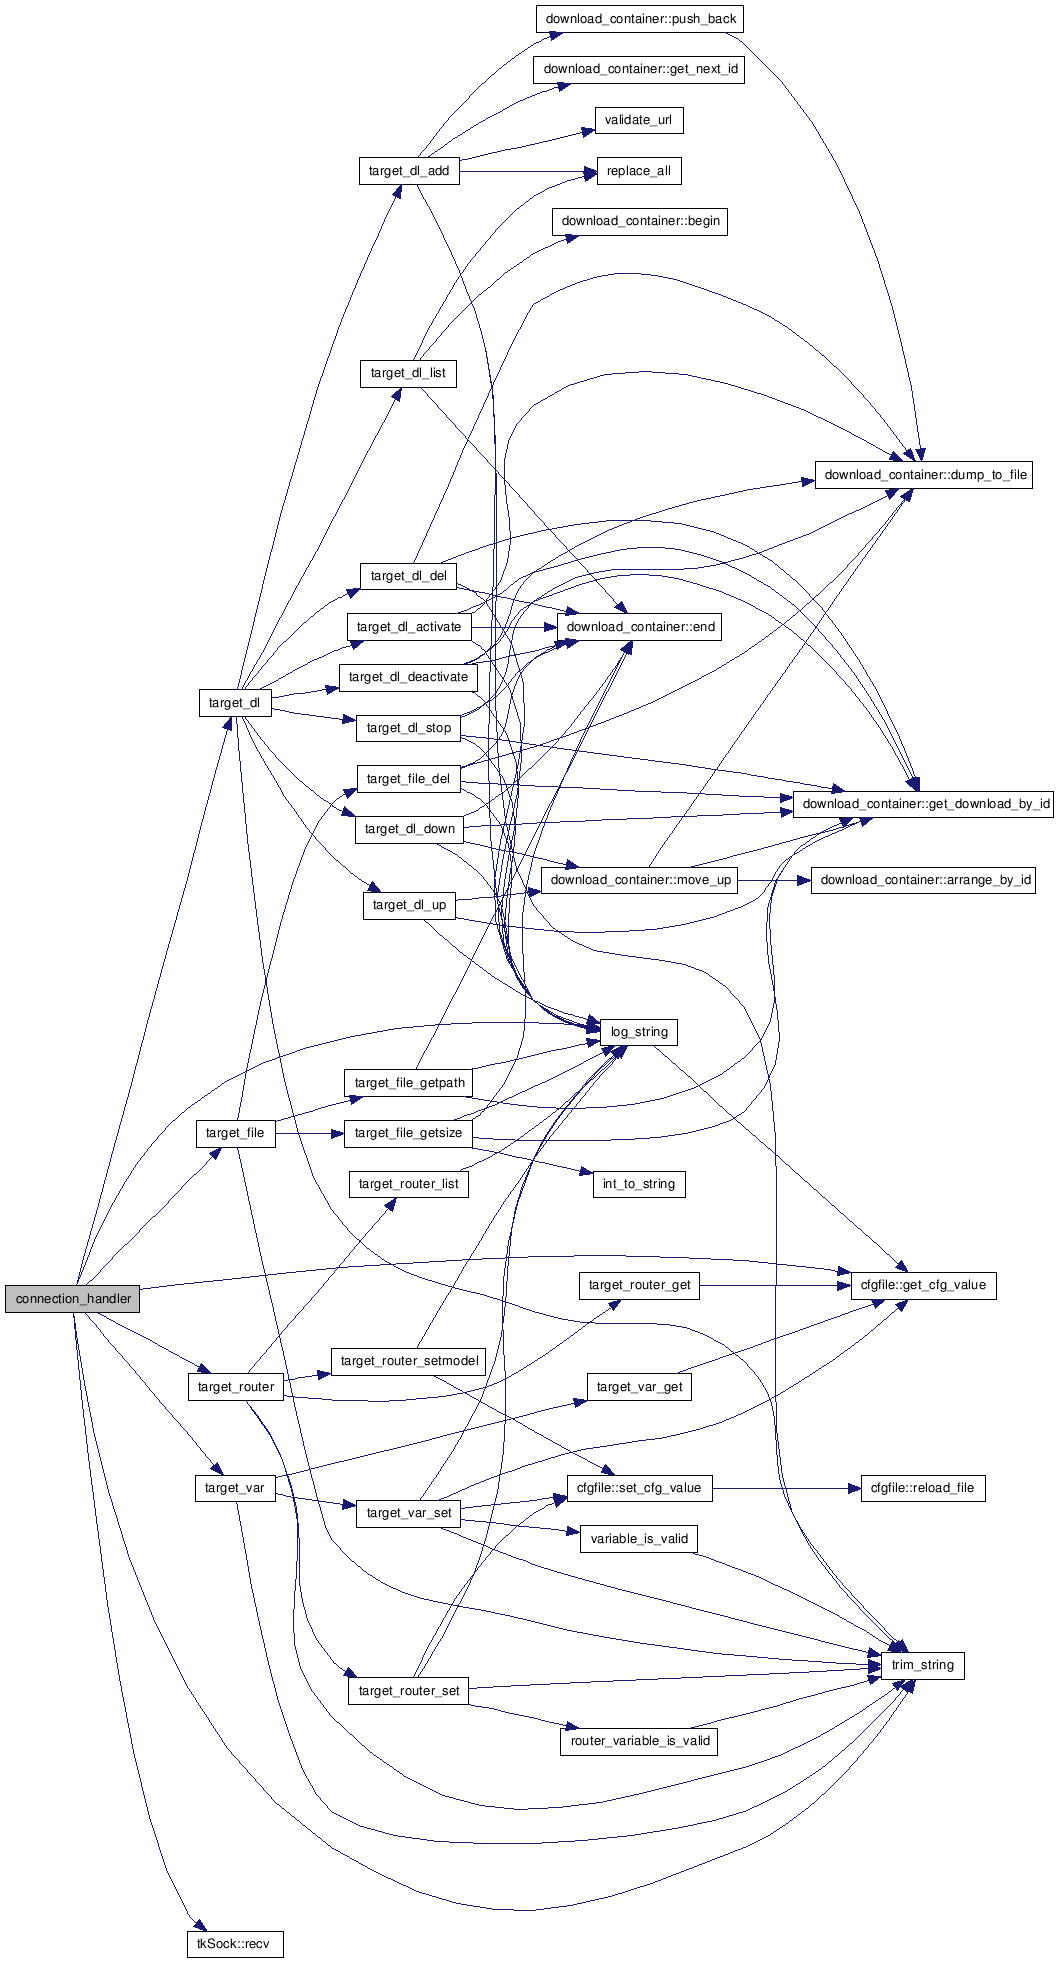 download_container::push_back
download_container::get_next_id
validate_url
target_dl_add
replace_all
download_container::begin
target_dl_list
download_container::dump_to_file
target_dl_del
target_dl_activate
download_container::end
target_dl_deactivate
target_dl
target_dl_stop
target_file_del
download_container::get_download_by_id
target_dl_down
download_container::move_up
download_container::arrange_by_id
target_dl_up
log_string
target_file_getpath
target_file
target_file_getsize
target_router_list
int_to_string
target_router_get
cfgfile::get_cfg_value
connection_handler
target_router_setmodel
target_router
target_var_get
target_var
cfgfile::set_cfg_value
cfgfile::reload_file
target_var_set
variable_is_valid
trim_string
target_router_set
router_variable_is_valid
tkSock::recv